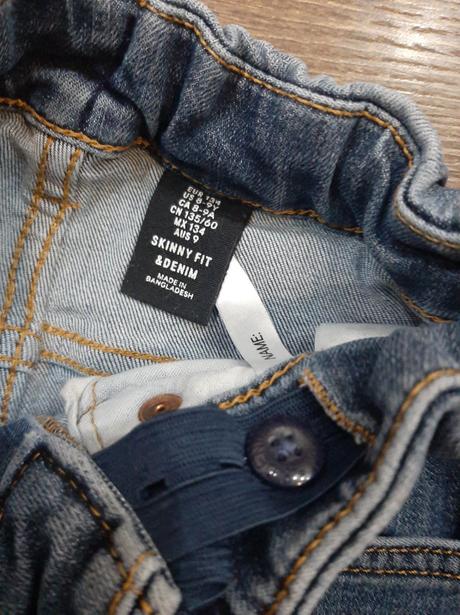 EUR 134
US 8-9Y
CA 8-9A
CN 135/60
MX 134
AUS 9
SKINNY FIT
&DENIM
MADE IN
BANGLADESH
NAME: